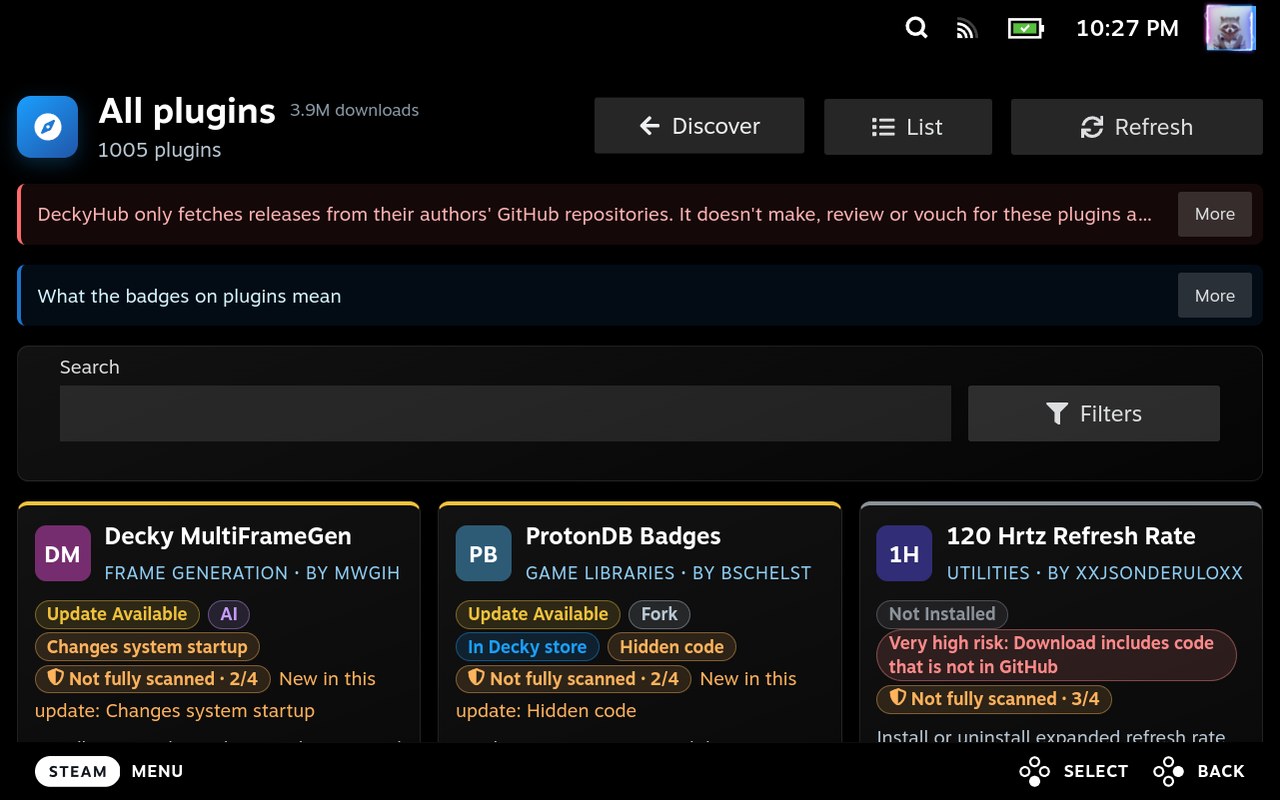 10:27 PM
All plugins
3.9M downloads
1005 plugins
Discover
List
Refresh
DeckyHub only fetches releases from their authors' GitHub repositories. It doesn't make, review or vouch for these plugins a...
More
What the badges on plugins mean
More
Search
Filters
DM
Decky MultiFrameGen
FRAME GENERATION · BY MWGIH
Update Available
AI
Changes system startup
Not fully scanned · 2/4
New in this
update: Changes system startup
PB
ProtonDB Badges
GAME LIBRARIES · BY BSCHELST
Update Available
Fork
In Decky store
Hidden code
Not fully scanned · 2/4
New in this
update: Hidden code
1H
120 Hrtz Refresh Rate
UTILITIES · BY XXJSONDERULOXX
Not Installed
Very high risk: Download includes code
that is not in GitHub
Not fully scanned · 3/4
Install or uninstall expanded refresh rate
STEAM
MENU
SELECT
BACK